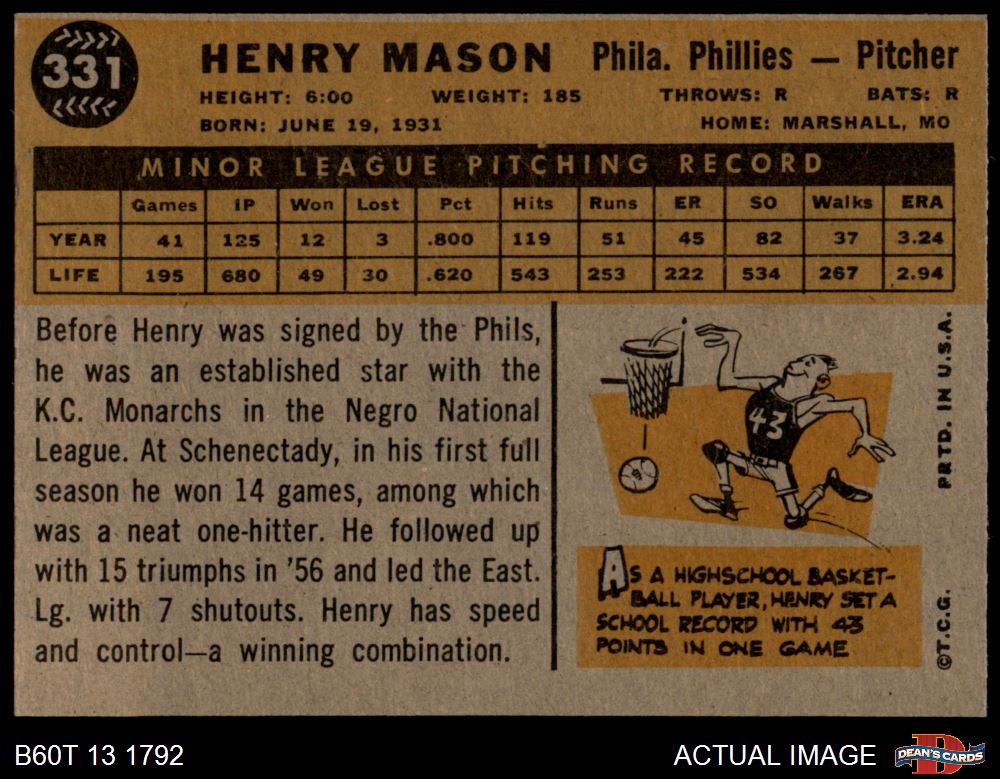 331
HENRY MASON Phila. Phillies — Pitcher
HEIGHT: 6:00 WEIGHT: 185 THROWS: R BATS: R
BORN: JUNE 19, 1931 HOME: MARSHALL, MO
MINOR LEAGUE PITCHING RECORD
Games IP Won Lost Pct Hits Runs ER SO Walks ERA
YEAR 41 125 12 3 .800 119 51 45 82 37 3.24
LIFE 195 680 49 30 .620 543 253 222 534 267 2.94
Before Henry was signed by the Phils,
he was an established star with the
K.C. Monarchs in the Negro National
League. At Schenectady, in his first full
season he won 14 games, among which
was a neat one-hitter. He followed up
with 15 triumphs in '56 and led the East.
Lg. with 7 shutouts. Henry has speed
and control—a winning combination.
43
AS A HIGHSCHOOL BASKET-
BALL PLAYER, HENRY SET A
SCHOOL RECORD WITH 43
POINTS IN ONE GAME
©T.C.G. PRTD. IN U.S.A.
B60T 13 1792 ACTUAL IMAGE DEAN'S CARDS